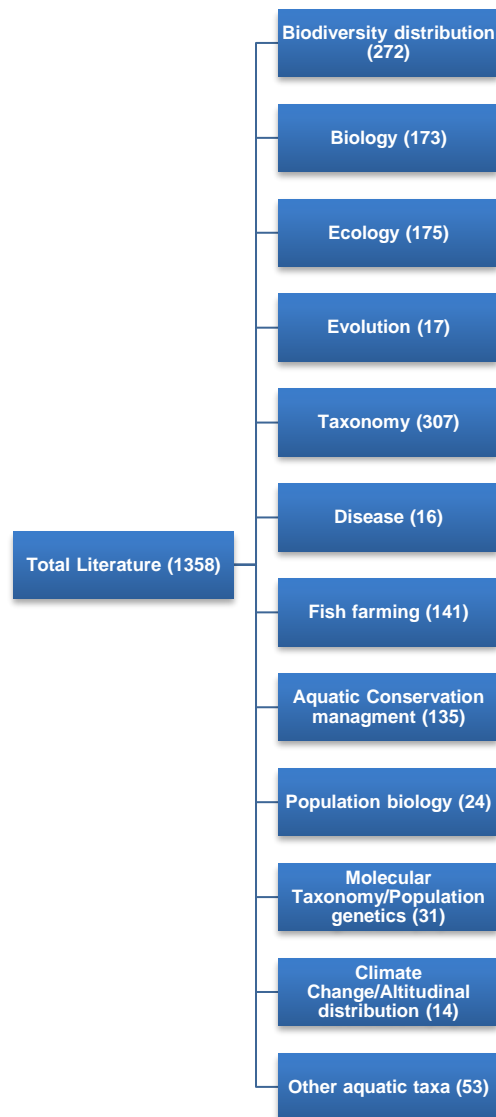 Biodiversity distribution
(272)
Biology (173)
Ecology (175)
Evolution (17)
Taxonomy (307)
Disease (16)
Total Literature (1358)
Fish farming (141)
Aquatic Conservation
managment (135)
Population biology (24)
Molecular
Taxonomy/Population
genetics (31)
Climate
Change/Altitudinal
distribution (14)
Other aquatic taxa (53)